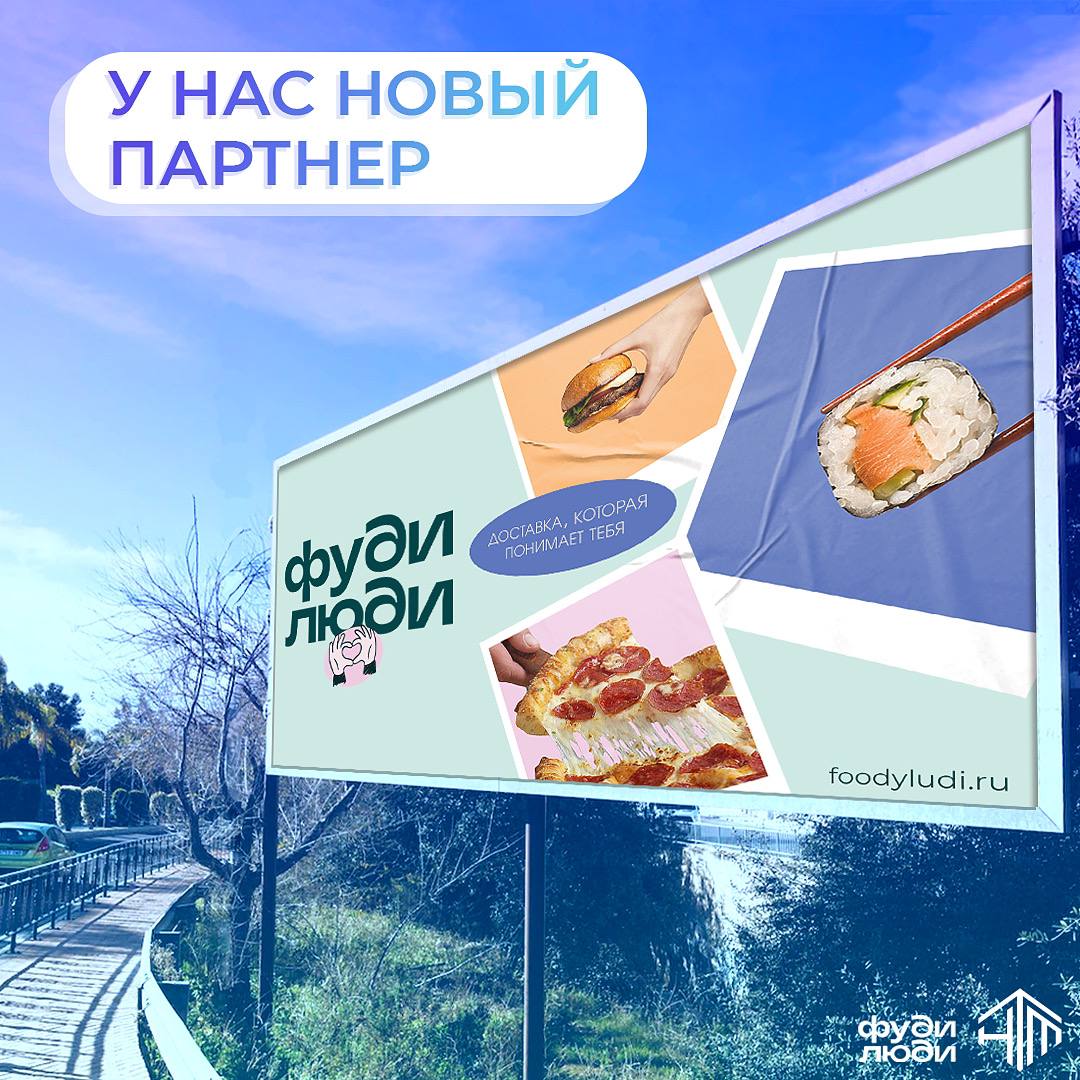 У НАС НОВЫЙ
ПАРТНЕР
фуди
люди
ДОСТАВКА, КОТОРАЯ
ПОНИМАЕТ ТЕБЯ
foodyludi.ru
фуди
люди